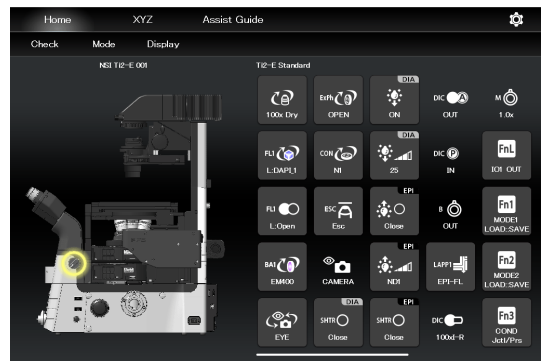 Home XYZ Assist Guide
Check Mode Display
NSI Ti2-E 001
Ti2-E Standard
100x Dry
ExPh
OPEN
DIA
ON
DIC A
OUT
M
1.0x
FL1
L:DAPI_1
CON
N1
DIA
25
DIC P
IN
FnL
IO1 OUT
FL1
L:Open
ESC
Esc
EPI
Close
B
OUT
Fn1
MODE1
LOAD:SAVE
BA1
EM400
CAMERA
EPI
ND1
LAPP1
EPI-FL
Fn2
MODE2
LOAD:SAVE
EYE
DIA
SHTR
Close
EPI
SHTR
Close
DIC
100xI-R
Fn3
COND
Jctl/Prs